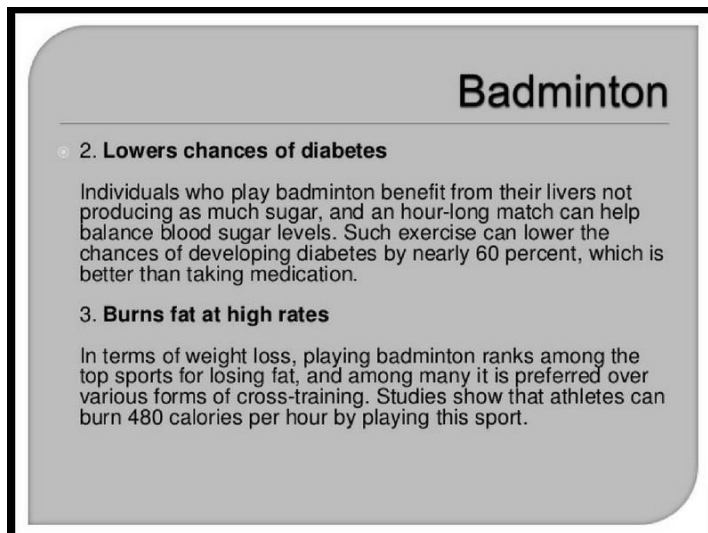 Badminton
2. Lowers chances of diabetes
Individuals who play badminton benefit from their livers not
producing as much sugar, and an hour-long match can help
balance blood sugar levels. Such exercise can lower the
chances of developing diabetes by nearly 60 percent, which is
better than taking medication.
3. Burns fat at high rates
In terms of weight loss, playing badminton ranks among the
top sports for losing fat, and among many it is preferred over
various forms of cross-training. Studies show that athletes can
burn 480 calories per hour by playing this sport.